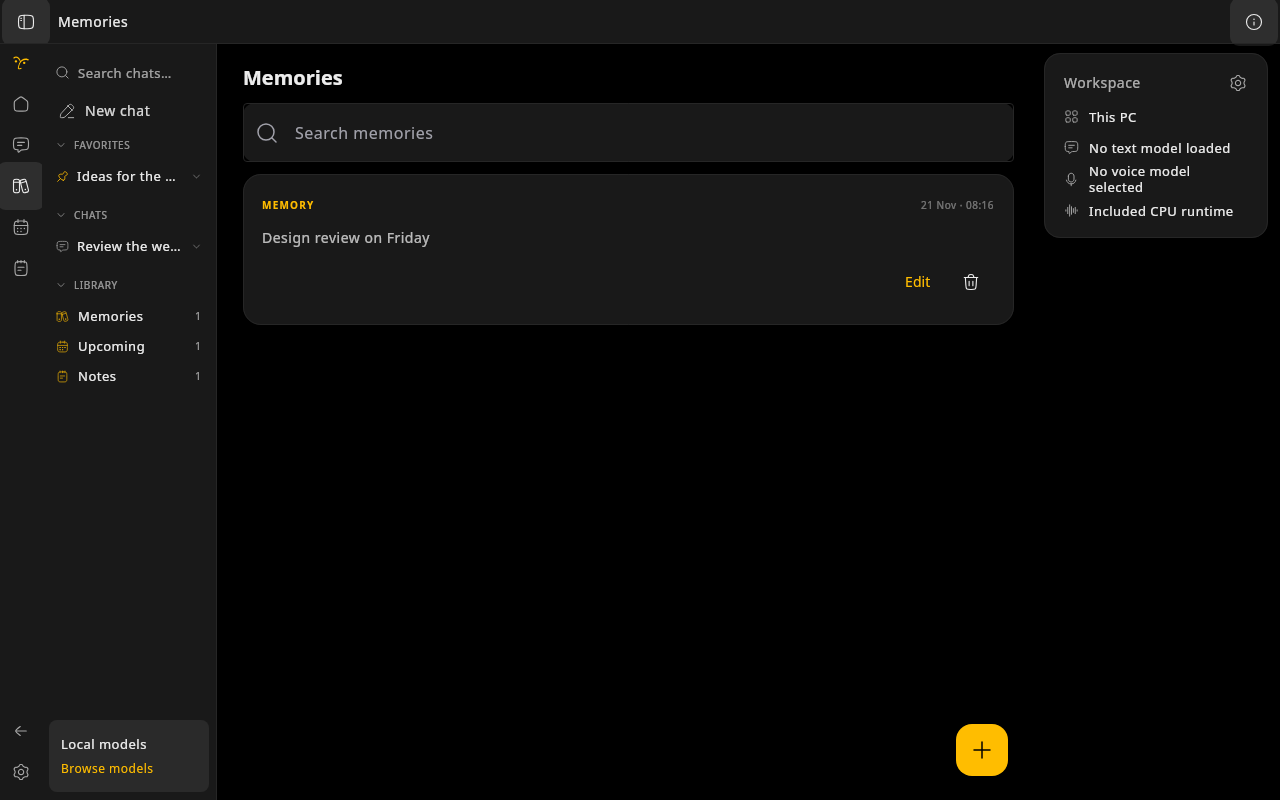 Memories
Search chats...
New chat
FAVORITES
Ideas for the ...
CHATS
Review the we...
LIBRARY
Memories 1
Upcoming 1
Notes 1
Local models
Browse models
Memories
Search memories
MEMORY 21 Nov · 08:16
Design review on Friday
Edit
Workspace
This PC
No text model loaded
No voice model
selected
Included CPU runtime